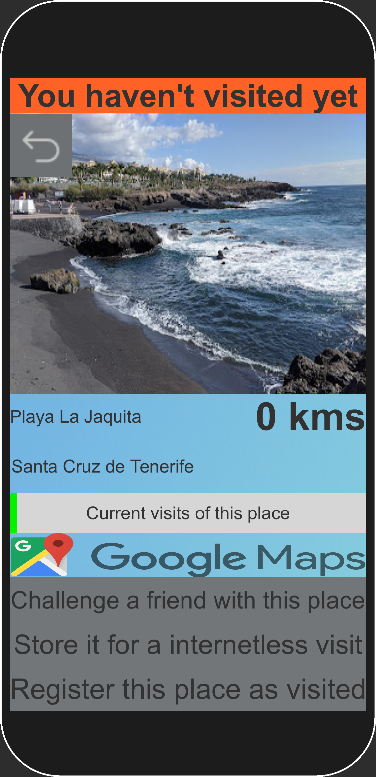 You haven't visited yet
Playa La Jaquita
0 kms
Santa Cruz de Tenerife
Current visits of this place
G
Google Maps
Challenge a friend with this place
Store it for a internetless visit
Register this place as visited